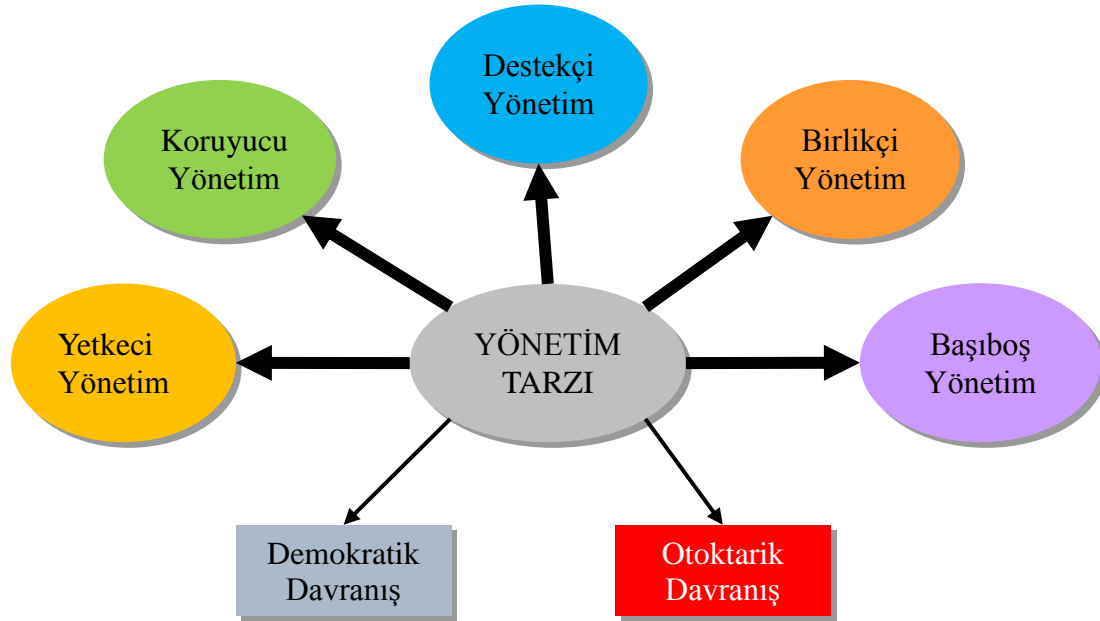 Destekçi
Yönetim
Koruyucu
Yönetim
Birlikçi
Yönetim
Yetkeci
Yönetim
YÖNETİM
TARZI
Başıboş
Yönetim
Demokratik
Davranış
Otoktarik
Davranış